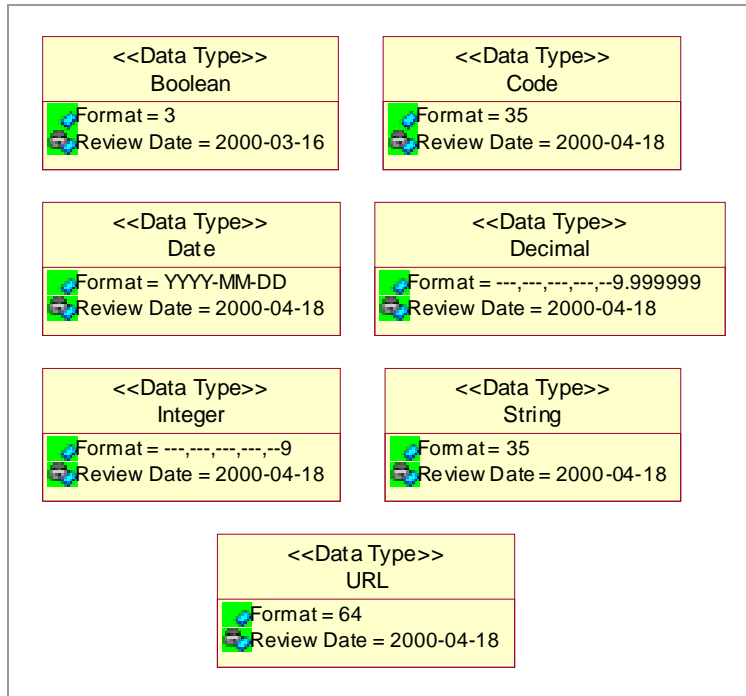 <<Data Type>>
Boolean
Format = 3
Review Date = 2000-03-16
<<Data Type>>
Code
Format = 35
Review Date = 2000-04-18
<<Data Type>>
Date
Format = YYYY-MM-DD
Review Date = 2000-04-18
<<Data Type>>
Decimal
Format = ---,---,---,---,--9.999999
Review Date = 2000-04-18
<<Data Type>>
Integer
Format = ---,---,---,---,--9
Review Date = 2000-04-18
<<Data Type>>
String
Format = 35
Review Date = 2000-04-18
<<Data Type>>
URL
Format = 64
Review Date = 2000-04-18